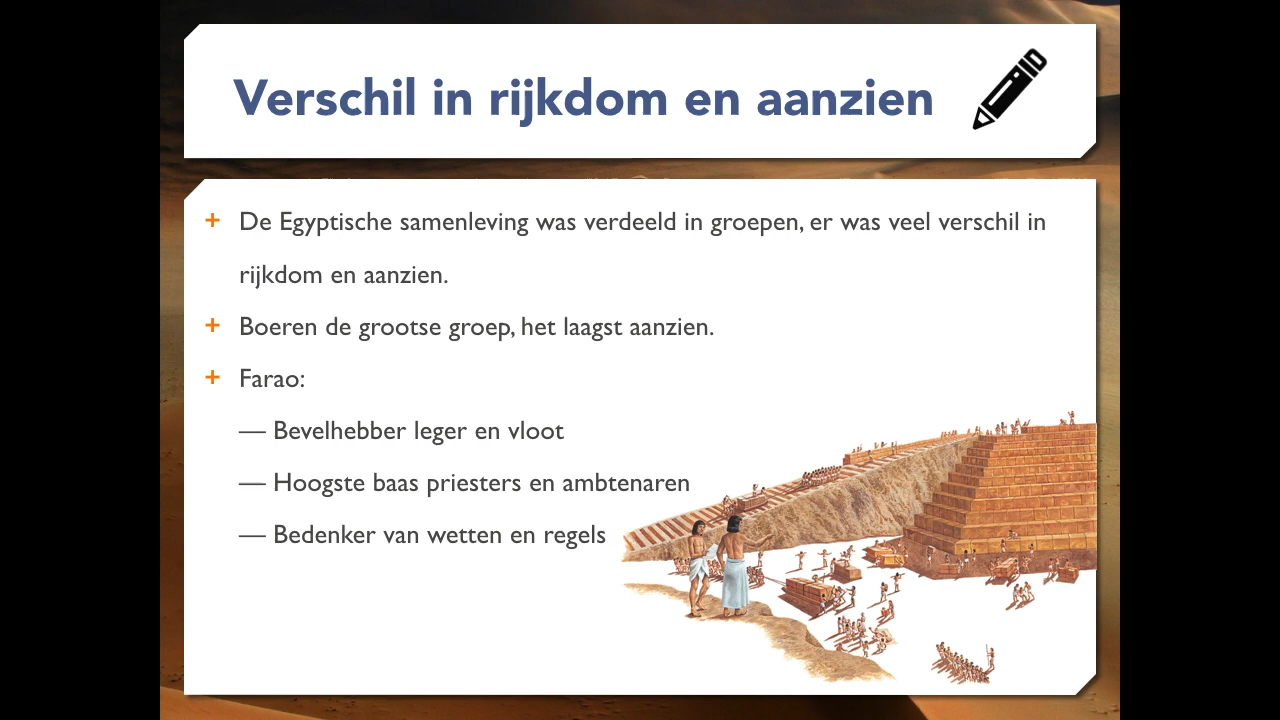 Verschil in rijkdom en aanzien
+ De Egyptische samenleving was verdeeld in groepen, er was veel verschil in
rijkdom en aanzien.
+ Boeren de grootse groep, het laagst aanzien.
+ Farao:
— Bevelhebber leger en vloot
— Hoogste baas priesters en ambtenaren
— Bedenker van wetten en regels